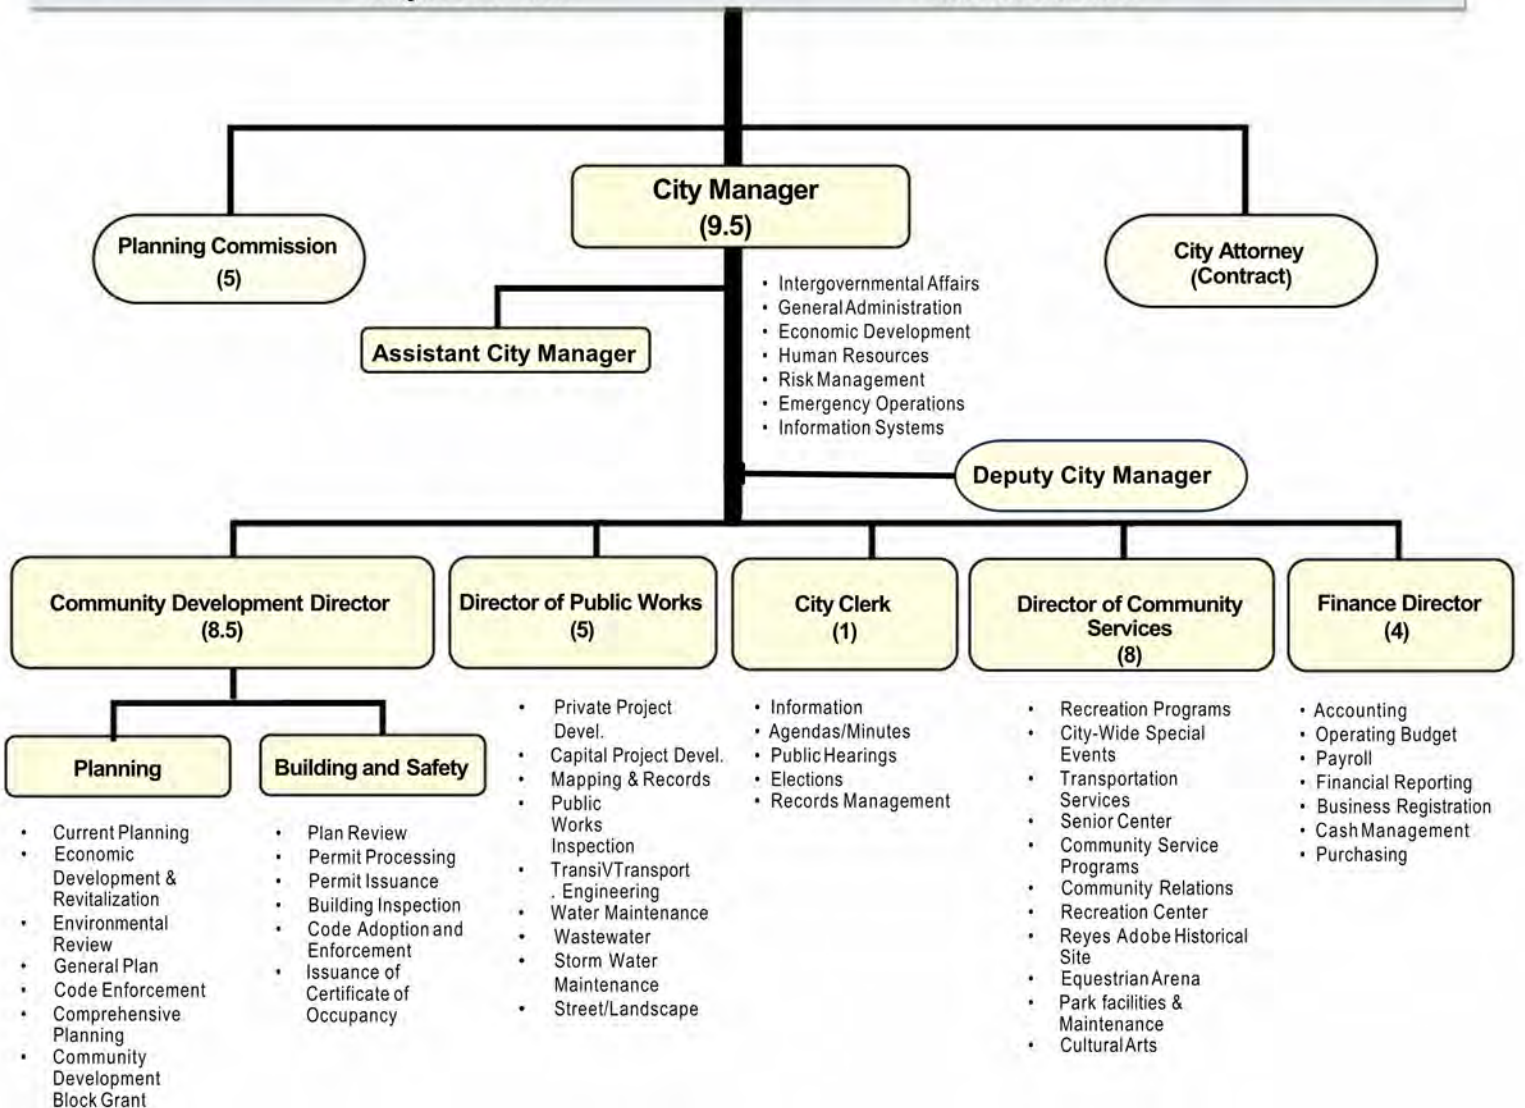 City Manager
(9.5)
Planning Commission
(5)
City Attorney
(Contract)
Assistant City Manager
• Intergovernmental Affairs
• General Administration
• Economic Development
• Human Resources
• Risk Management
• Emergency Operations
• Information Systems
Deputy City Manager
Community Development Director
(8.5)
Director of Public Works
(5)
City Clerk
(1)
Director of Community
Services
(8)
Finance Director
(4)
Planning
• Current Planning
• Economic
Development &
Revitalization
• Environmental
Review
• General Plan
• Code Enforcement
• Comprehensive
Planning
• Community
Development
Block Grant
Building and Safety
• Plan Review
• Permit Processing
• Permit Issuance
• Building Inspection
• Code Adoption and
Enforcement
• Issuance of
Certificate of
Occupancy
• Private Project
Devel.
• Capital Project Devel.
• Mapping & Records
• Public
Works
Inspection
• TransiV/Transport
. Engineering
• Water Maintenance
• Wastewater
• Storm Water
Maintenance
• Street/Landscape
• Information
• Agendas/Minutes
• Public Hearings
• Elections
• Records Management
• Recreation Programs
• City-Wide Special
Events
• Transportation
Services
• Senior Center
• Community Service
Programs
• Community Relations
• Recreation Center
• Reyes Adobe Historical
Site
• Equestrian Arena
• Park facilities &
Maintenance
• Cultural Arts
• Accounting
• Operating Budget
• Payroll
• Financial Reporting
• Business Registration
• Cash Management
• Purchasing